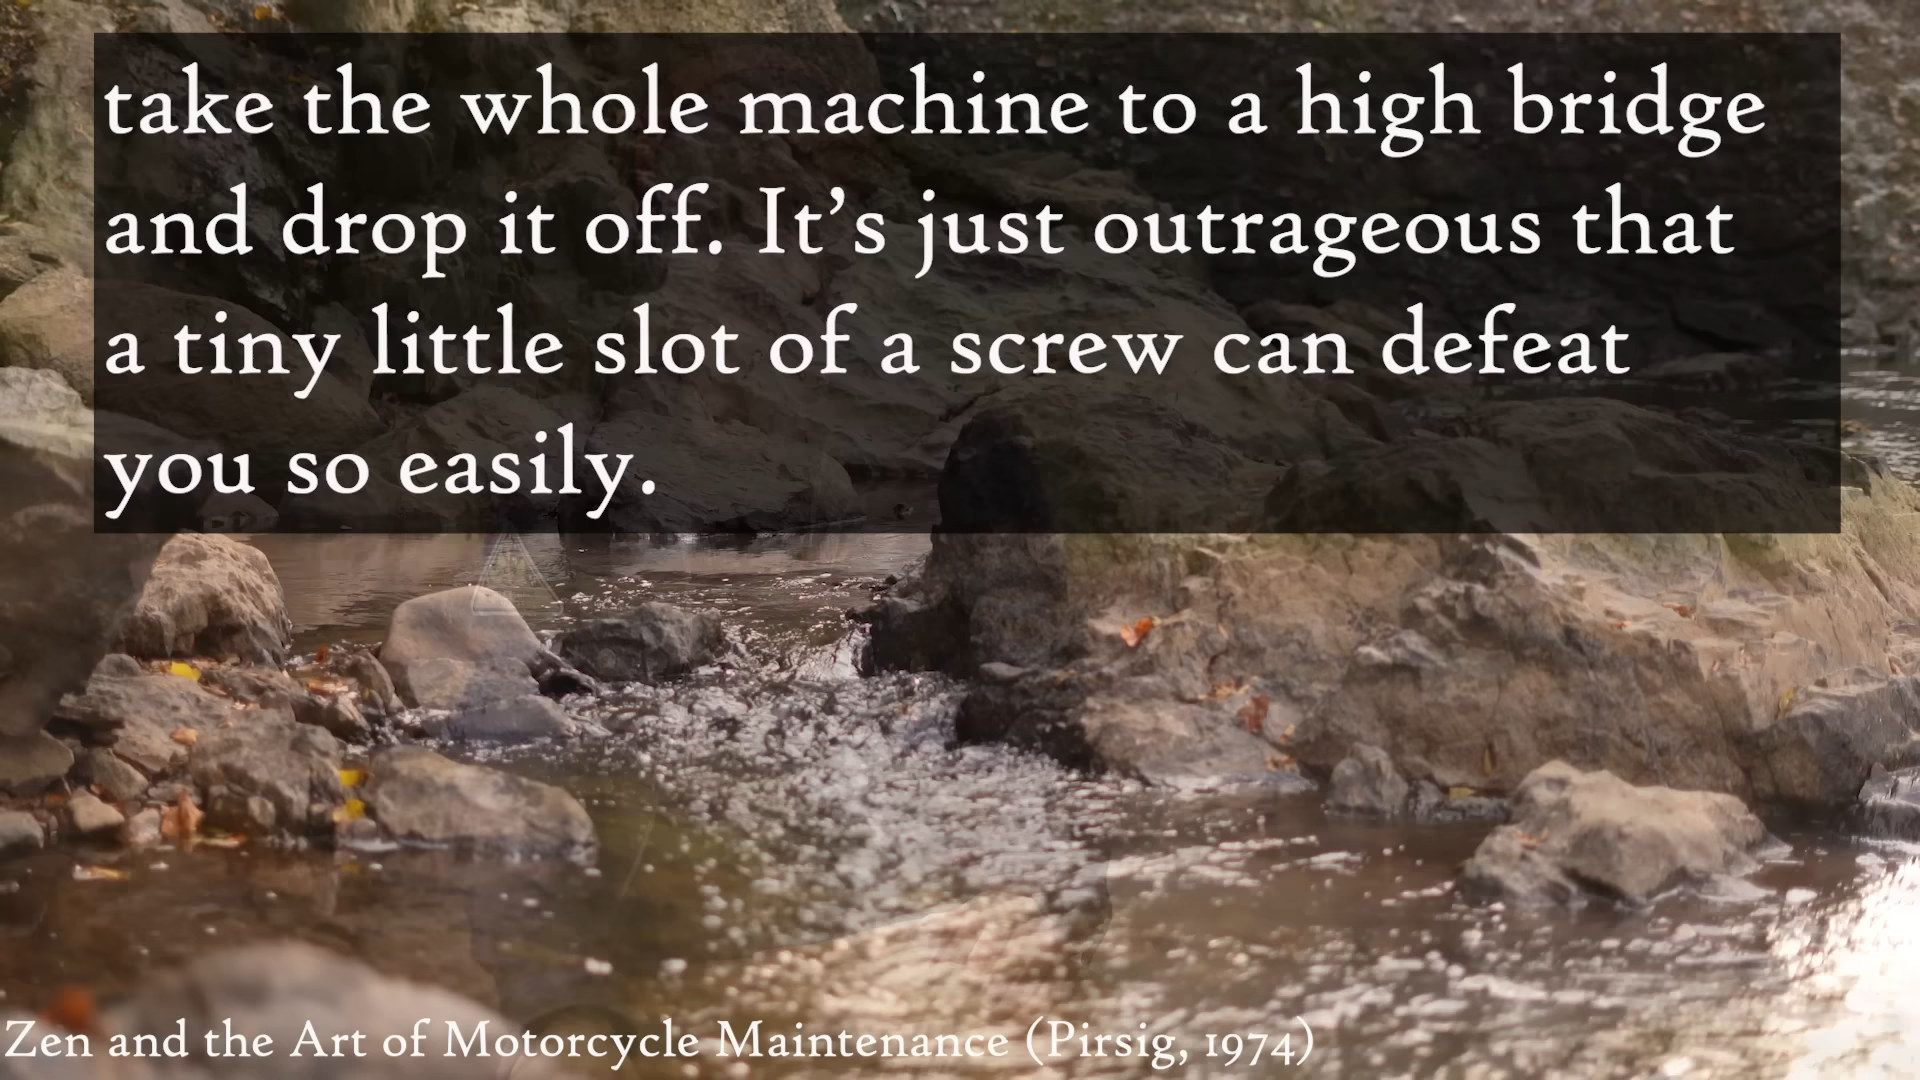 take the whole machine to a high bridge
and drop it off. It’s just outrageous that
a tiny little slot of a screw can defeat
you so easily.
Zen and the Art of Motorcycle Maintenance (Pirsig, 1974)